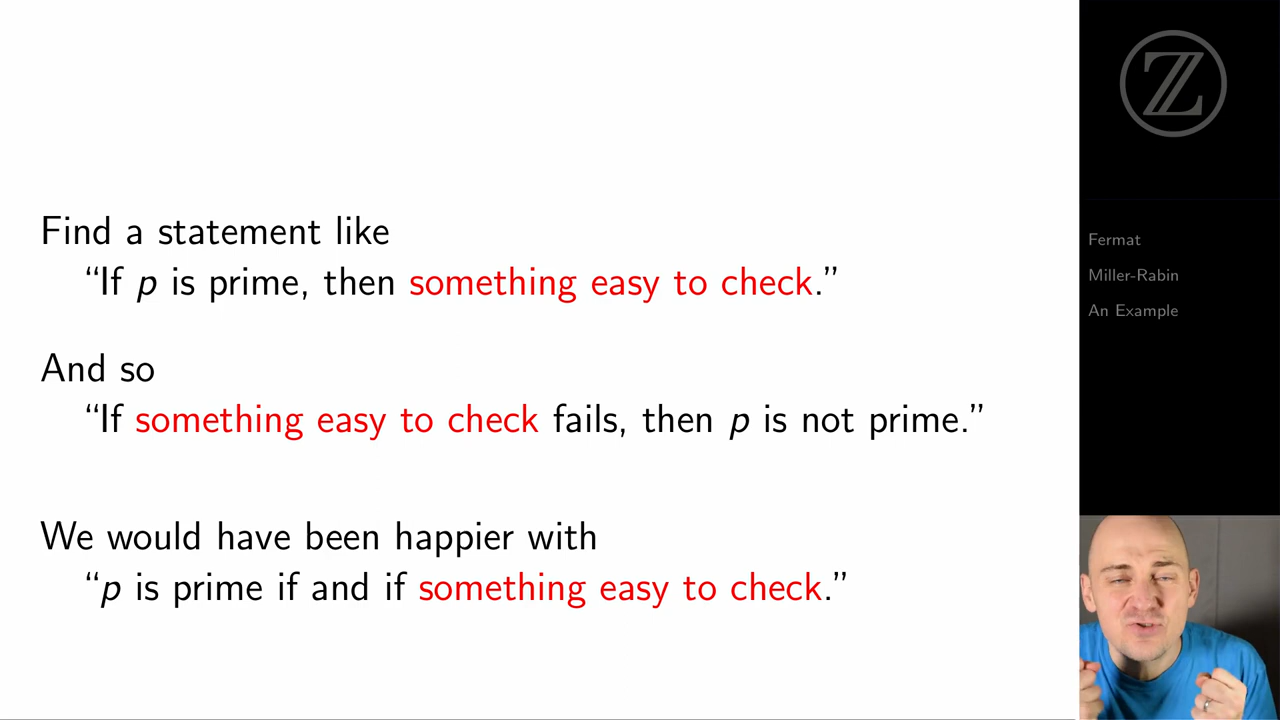 Find a statement like
“If p is prime, then something easy to check.”
And so
“If something easy to check fails, then p is not prime.”
We would have been happier with
“p is prime if and if something easy to check.”
Z
Fermat
Miller-Rabin
An Example